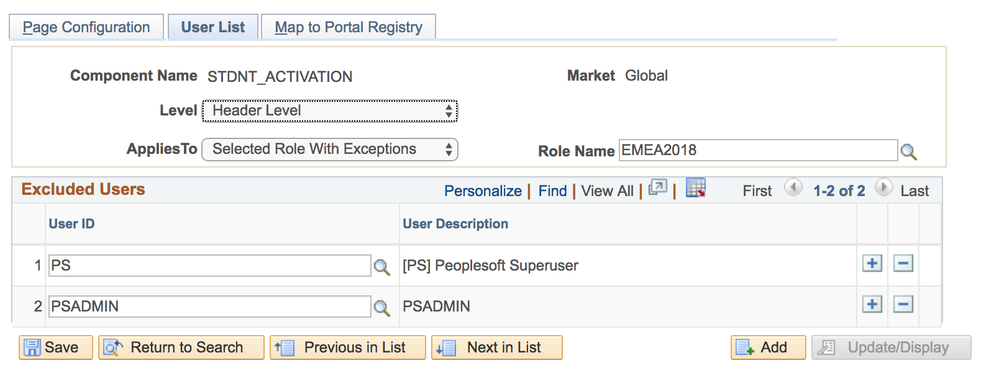 Page Configuration User List Map to Portal Registry
Component Name STDNT_ACTIVATION Market Global
Level Header Level
AppliesTo Selected Role With Exceptions Role Name EMEA2018
Excluded Users Personalize | Find | View All | | First 1-2 of 2 Last
User ID User Description
1 PS [PS] Peoplesoft Superuser
2 PSADMIN PSADMIN
Save Return to Search Previous in List Next in List Add Update/Display